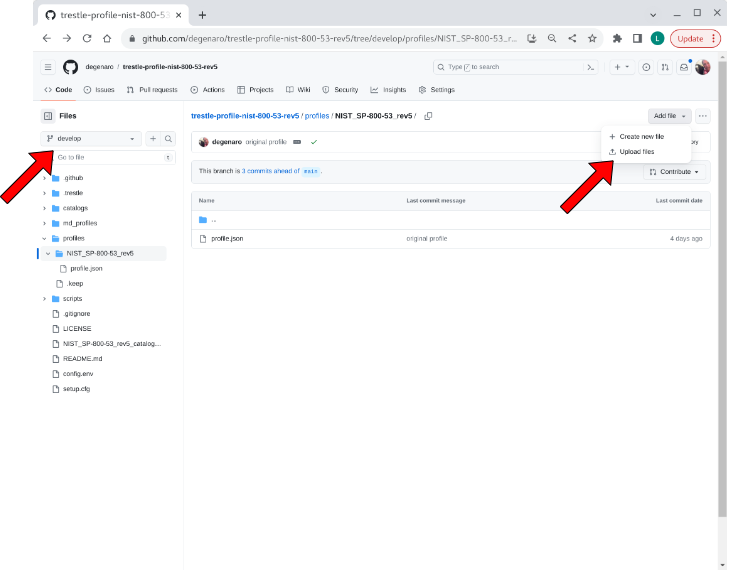 trestle-profile-nist-800-53
github.com/degenaro/trestle-profile-nist-800-53-rev5/tree/develop/profiles/NIST_SP-800-53_r...
L
Update
degenaro / trestle-profile-nist-800-53-rev5
Type / to search
Code
Issues
Pull requests
Actions
Projects
Wiki
Security
Insights
Settings
Files
develop
Go to file
t
.github
.trestle
catalogs
md_profiles
profiles
NIST_SP-800-53_rev5
profile.json
.keep
scripts
.gitignore
LICENSE
NIST_SP-800-53_rev5_catalog...
README.md
config.env
setup.cfg
trestle-profile-nist-800-53-rev5 / profiles / NIST_SP-800-53_rev5 /
Add file
Create new file
Upload files
degenaro original profile
ory
This branch is 3 commits ahead of main .
Contribute
Name Last commit message Last commit date
..
profile.json original profile 4 days ago